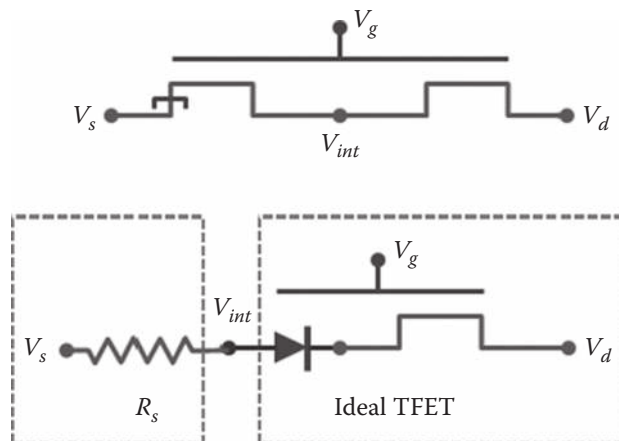 V_g
V_s
V_int
V_d
V_g
V_int
V_s
V_d
R_s
Ideal TFET